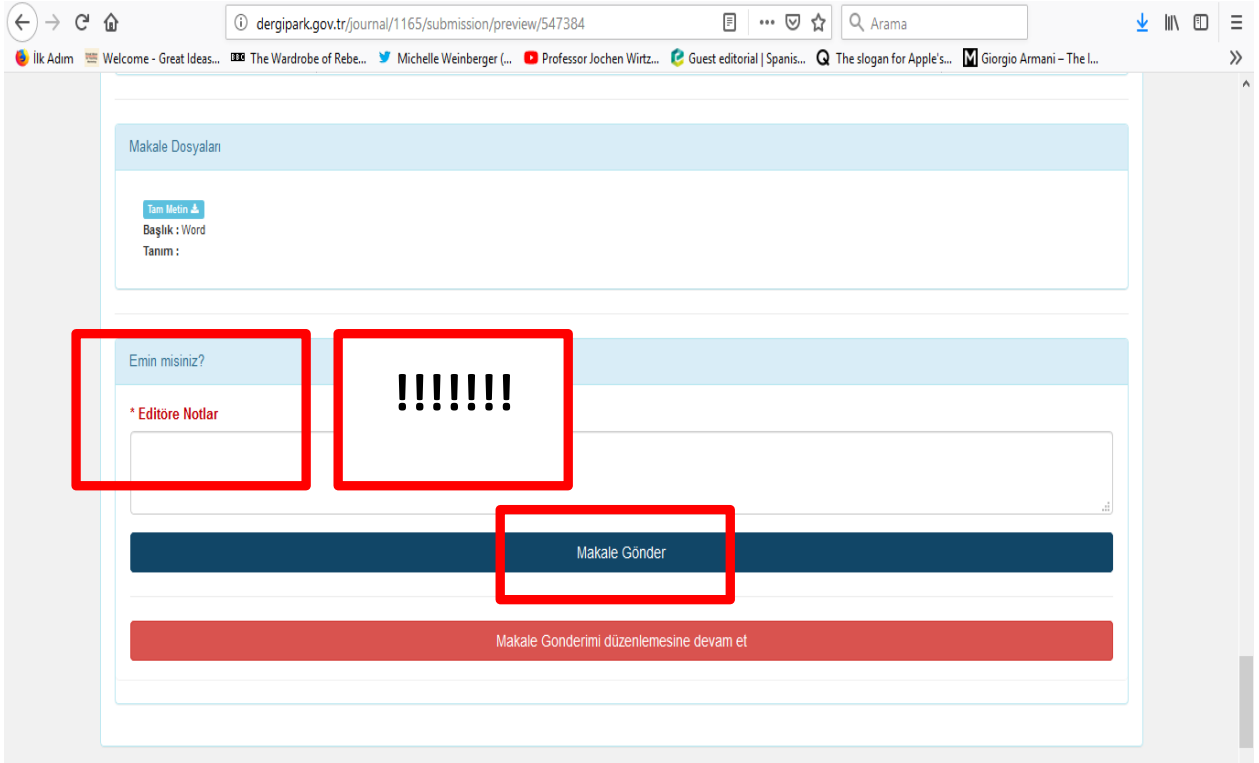 dergipark.gov.tr/journal/1165/submission/preview/547384
Arama
İlk Adım
Welcome - Great Ideas...
The Wardrobe of Rebe...
Michelle Weinberger (...
Professor Jochen Wirtz...
Guest editorial | Spanis...
The slogan for Apple's...
Giorgio Armani – The l...
Makale Dosyaları
Tam Metin
Başlık : Word
Tanım :
Emin misiniz?
!!!!!!!
* Editöre Notlar
Makale Gönder
Makale Gonderimi düzenlemesine devam et